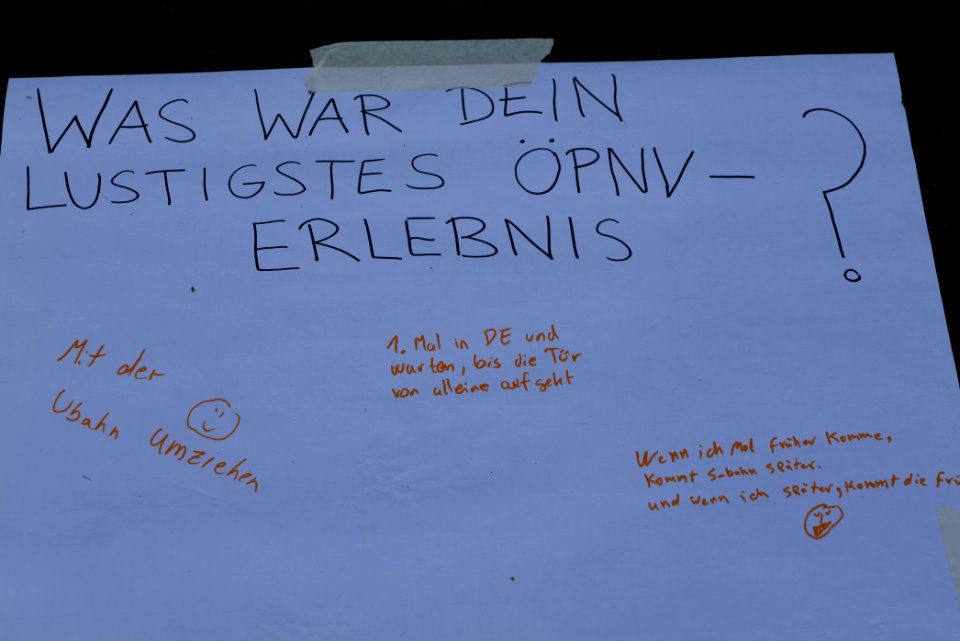 WAS WAR DEIN
LUSTIGSTES ÖPNV-
ERLEBNIS ?
Mit der
Ubahn umziehen
1. Mal in DE und
warten, bis die Tür
von alleine aufgeht
Wenn ich mal früher komme,
kommt S-bahn später.
und wenn ich später, kommt die